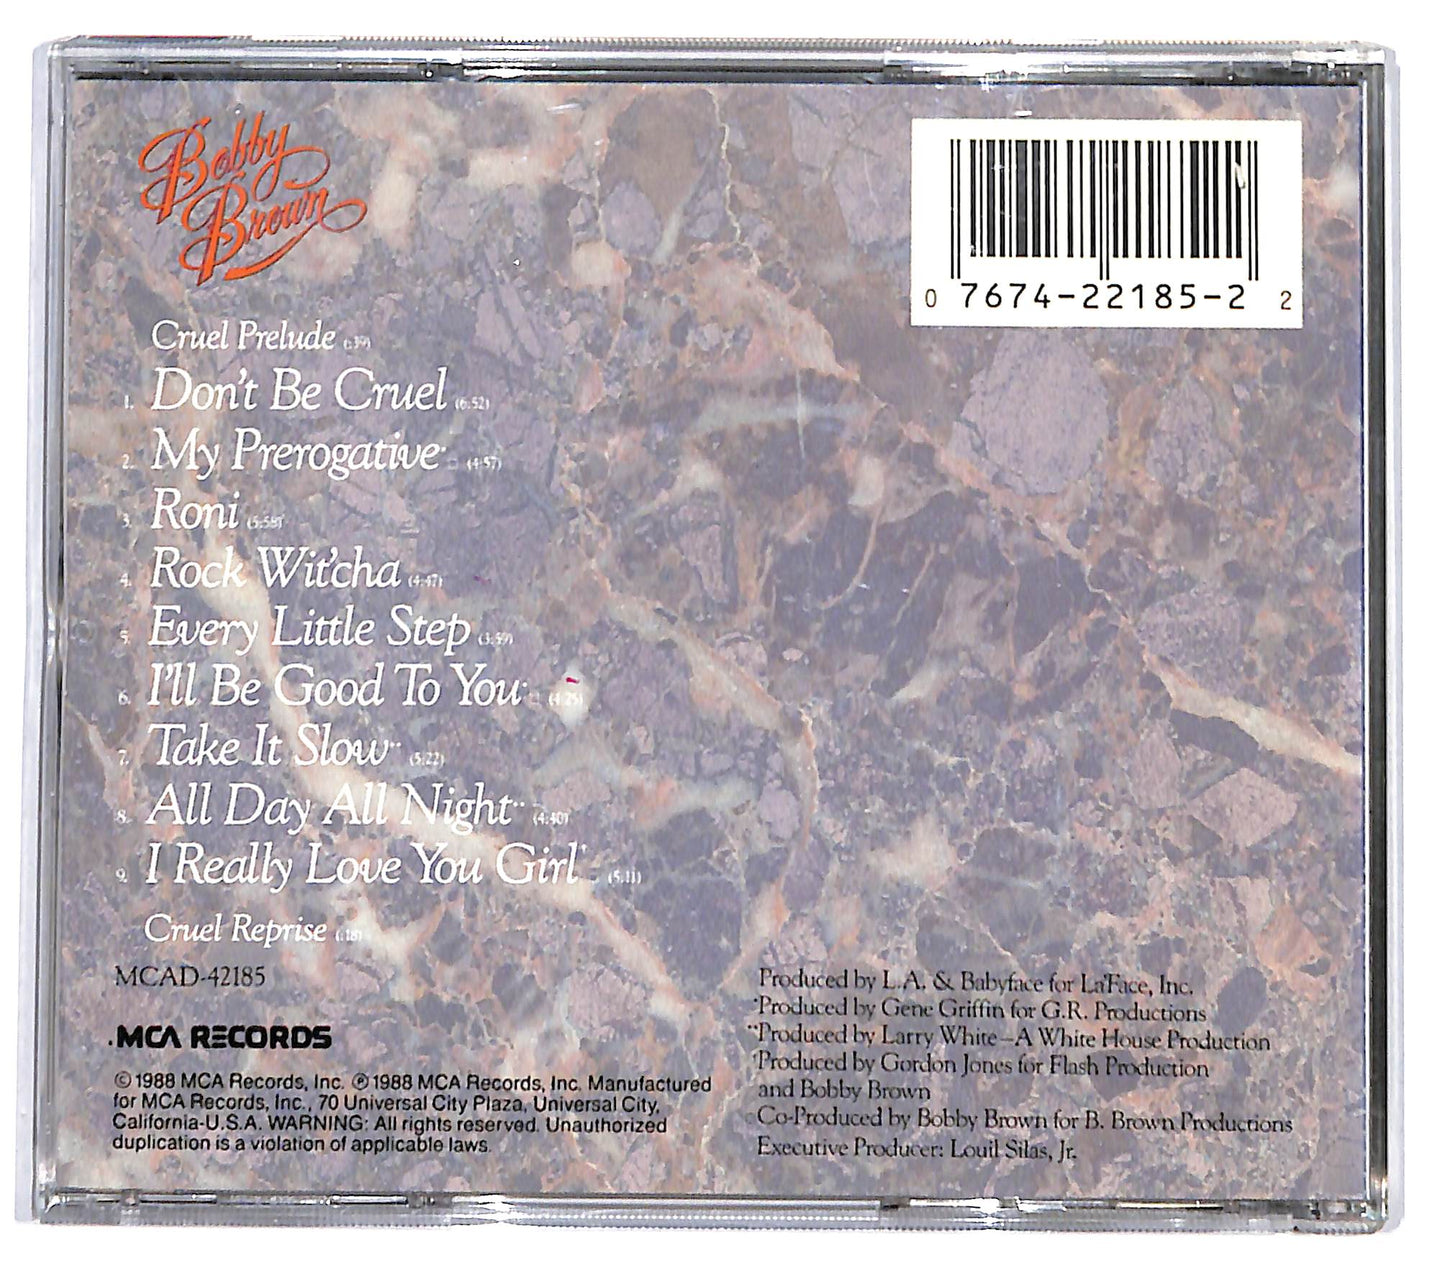 Bobby
Brown
0 7674-22185-2 2
Cruel Prelude (:39)
1. Don't Be Cruel (6:52)
2. My Prerogative* □ (4:57)
3. Roni (5:58)
4. Rock Wit'cha (4:47)
5. Every Little Step (3:59)
6. I'll Be Good To You* □ (4:25)
7. Take It Slow** (5:22)
8. All Day All Night** (4:40)
9. I Really Love You Girl† □ (5:11)
Cruel Reprise (:18)
MCAD-42185
MCA RECORDS
© 1988 MCA Records, Inc. ℗ 1988 MCA Records, Inc. Manufactured
for MCA Records, Inc., 70 Universal City Plaza, Universal City,
California-U.S.A. WARNING: All rights reserved. Unauthorized
duplication is a violation of applicable laws.
Produced by L.A. & Babyface for La'Face, Inc.
*Produced by Gene Griffin for G.R. Productions
**Produced by Larry White–A White House Production
†Produced by Gordon Jones for Flash Production
and Bobby Brown
□Co-Produced by Bobby Brown for B. Brown Productions
Executive Producer: Louil Silas, Jr.